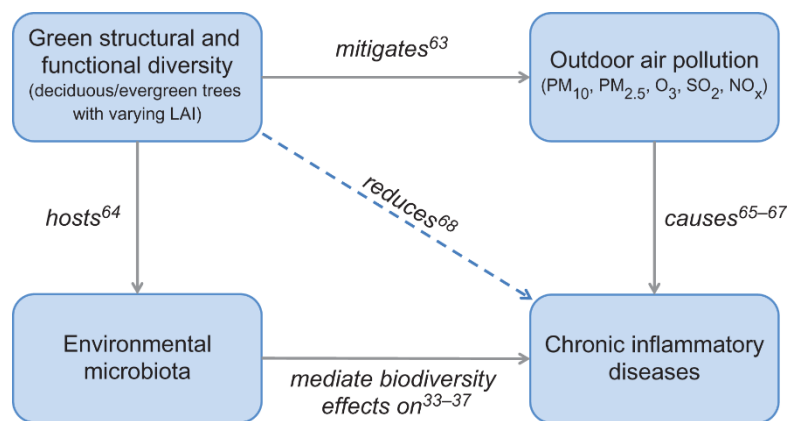 Green structural and
functional diversity
(deciduous/evergreen trees
with varying LAI)
mitigates⁶³
Outdoor air pollution
(PM₁₀, PM₂.₅, O₃, SO₂, NOₓ)
hosts⁶⁴
reduces⁶⁸
causes⁶⁵⁻⁶⁷
Environmental
microbiota
mediate biodiversity
effects on³³⁻³⁷
Chronic inflammatory
diseases